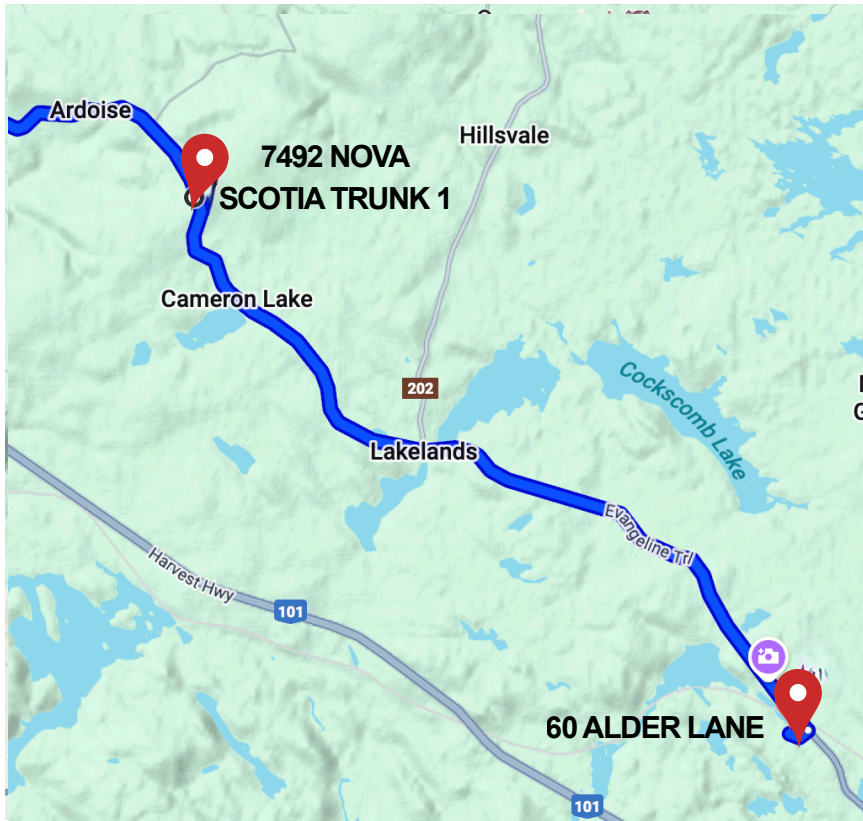 Ardoise
Hillsvale
7492 NOVA
SCOTIA TRUNK 1
Cameron Lake
202
Cockscomb Lake
Lakelands
Evangeline Trl
Harvest Hwy
101
60 ALDER LANE
101